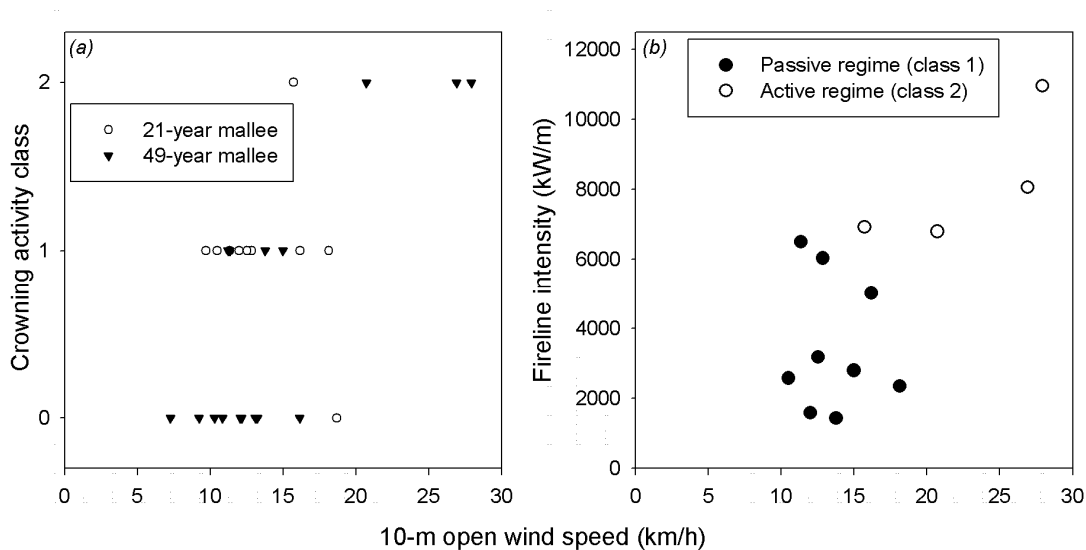 (a)
2
1
0
Crowning activity class
21-year mallee
49-year mallee
0 5 10 15 20 25 30
(b)
12000
10000
8000
6000
4000
2000
0
Fireline intensity (kW/m)
Passive regime (class 1)
Active regime (class 2)
0 5 10 15 20 25 30
10-m open wind speed (km/h)